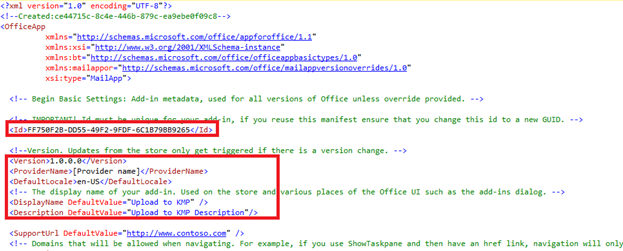 <?xml version="1.0" encoding="UTF-8"?>
<!--Created:ce44715c-8c4e-446b-879c-ea9ebe0f09c8-->
<OfficeApp
xmlns="http://schemas.microsoft.com/office/appforoffice/1.1"
xmlns:xsi="http://www.w3.org/2001/XMLSchema-instance"
xmlns:bt="http://schemas.microsoft.com/office/officeappbasictypes/1.0"
xmlns:mailappor="http://schemas.microsoft.com/office/mailappversionoverrides/1.0"
xsi:type="MailApp">
<!-- Begin Basic Settings: Add-in metadata, used for all versions of Office unless override provided. -->
<!-- IMPORTANT! Id must be unique for your add-in, if you reuse this manifest ensure that you change this id to a new GUID. -->
<Id>FF750F2B-DD55-49F2-9FDF-6C1B79BB9265</Id>
<!--Version. Updates from the store only get triggered if there is a version change. -->
<Version>1.0.0.0</Version>
<ProviderName>[Provider name]</ProviderName>
<DefaultLocale>en-US</DefaultLocale>
<!-- The display name of your add-in. Used on the store and various places of the Office UI such as the add-ins dialog. -->
<DisplayName DefaultValue="Upload to KMP" />
<Description DefaultValue="Upload to KMP Description"/>
<SupportUrl DefaultValue="http://www.contoso.com" />
<!-- Domains that will be allowed when navigating. For example, if you use ShowTaskpane and then have an href link, navigation will only